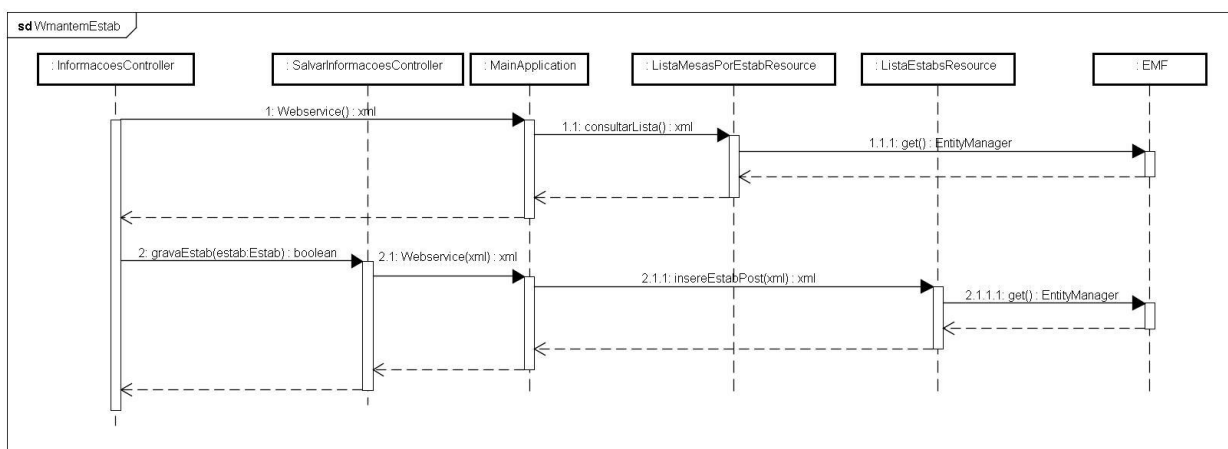 sd WmantemEstab
: InformacoesController
: SalvarInformacoesController
: MainApplication
: ListaMesasPorEstabResource
: ListaEstabsResource
: EMF
1: Webservice() : xml
1.1: consultarLista() : xml
1.1.1: get() : EntityManager
2: gravaEstab(estab:Estab) : boolean
2.1: Webservice(xml) : xml
2.1.1: insereEstabPost(xml) : xml
2.1.1.1: get() : EntityManager